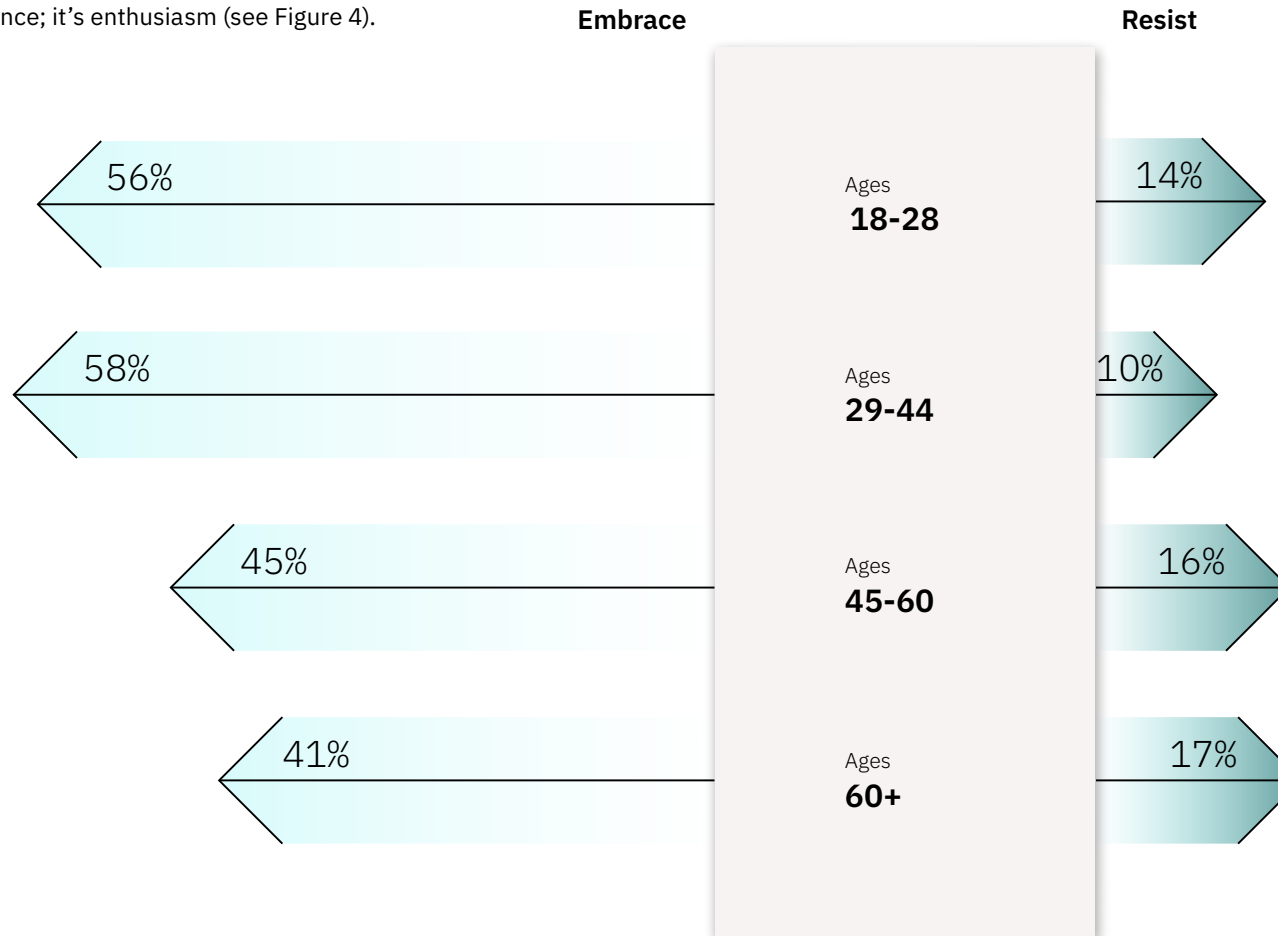 nce; it’s enthusiasm (see Figure 4).
Embrace
Resist
56%
Ages
18-28
14%
58%
Ages
29-44
10%
45%
Ages
45-60
16%
41%
Ages
60+
17%